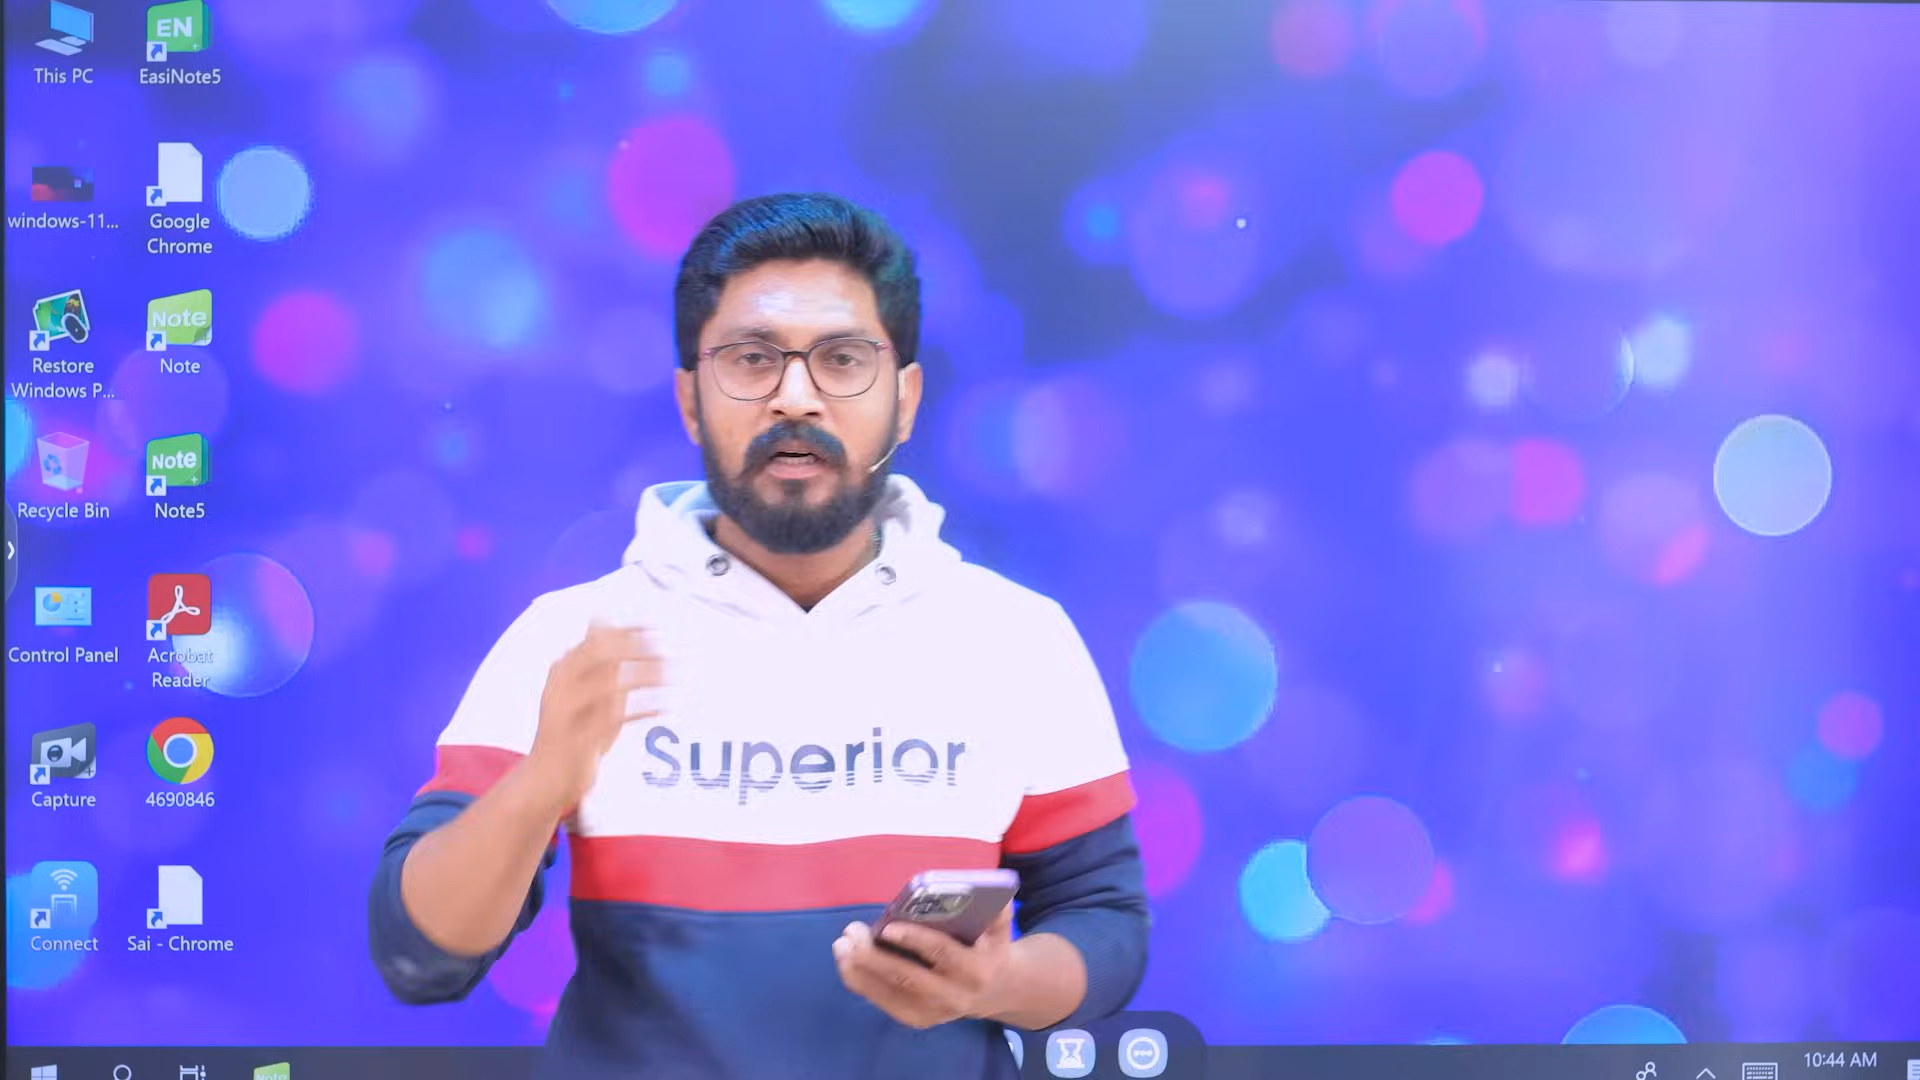 This PC
EN
EasiNote5
windows-11...
Google
Chrome
Restore
Windows P...
Note
Note
Recycle Bin
Note
Note5
Control Panel
Acrobat
Reader
Capture
4690846
Connect
Sai - Chrome
Superior
Note
10:44 AM